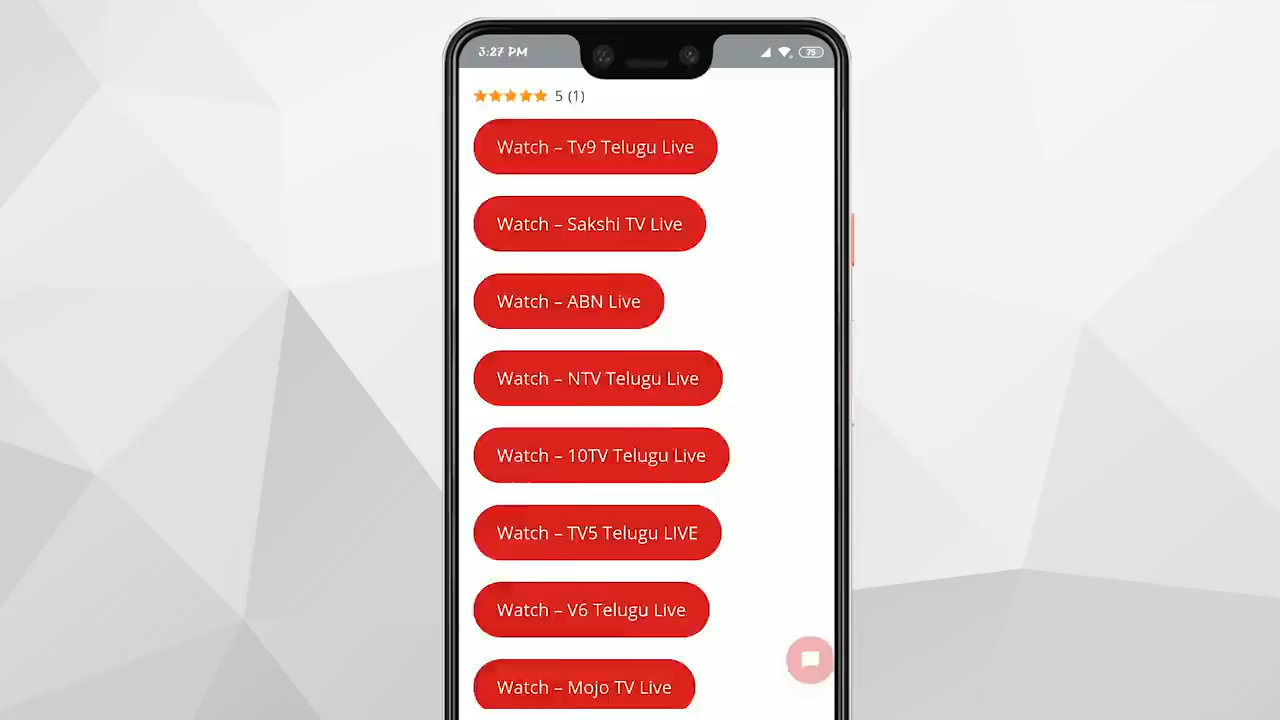 3:27 PM
75
5 (1)
Watch – Tv9 Telugu Live
Watch – Sakshi TV Live
Watch – ABN Live
Watch – NTV Telugu Live
Watch – 10TV Telugu Live
Watch – TV5 Telugu LIVE
Watch – V6 Telugu Live
Watch – Mojo TV Live